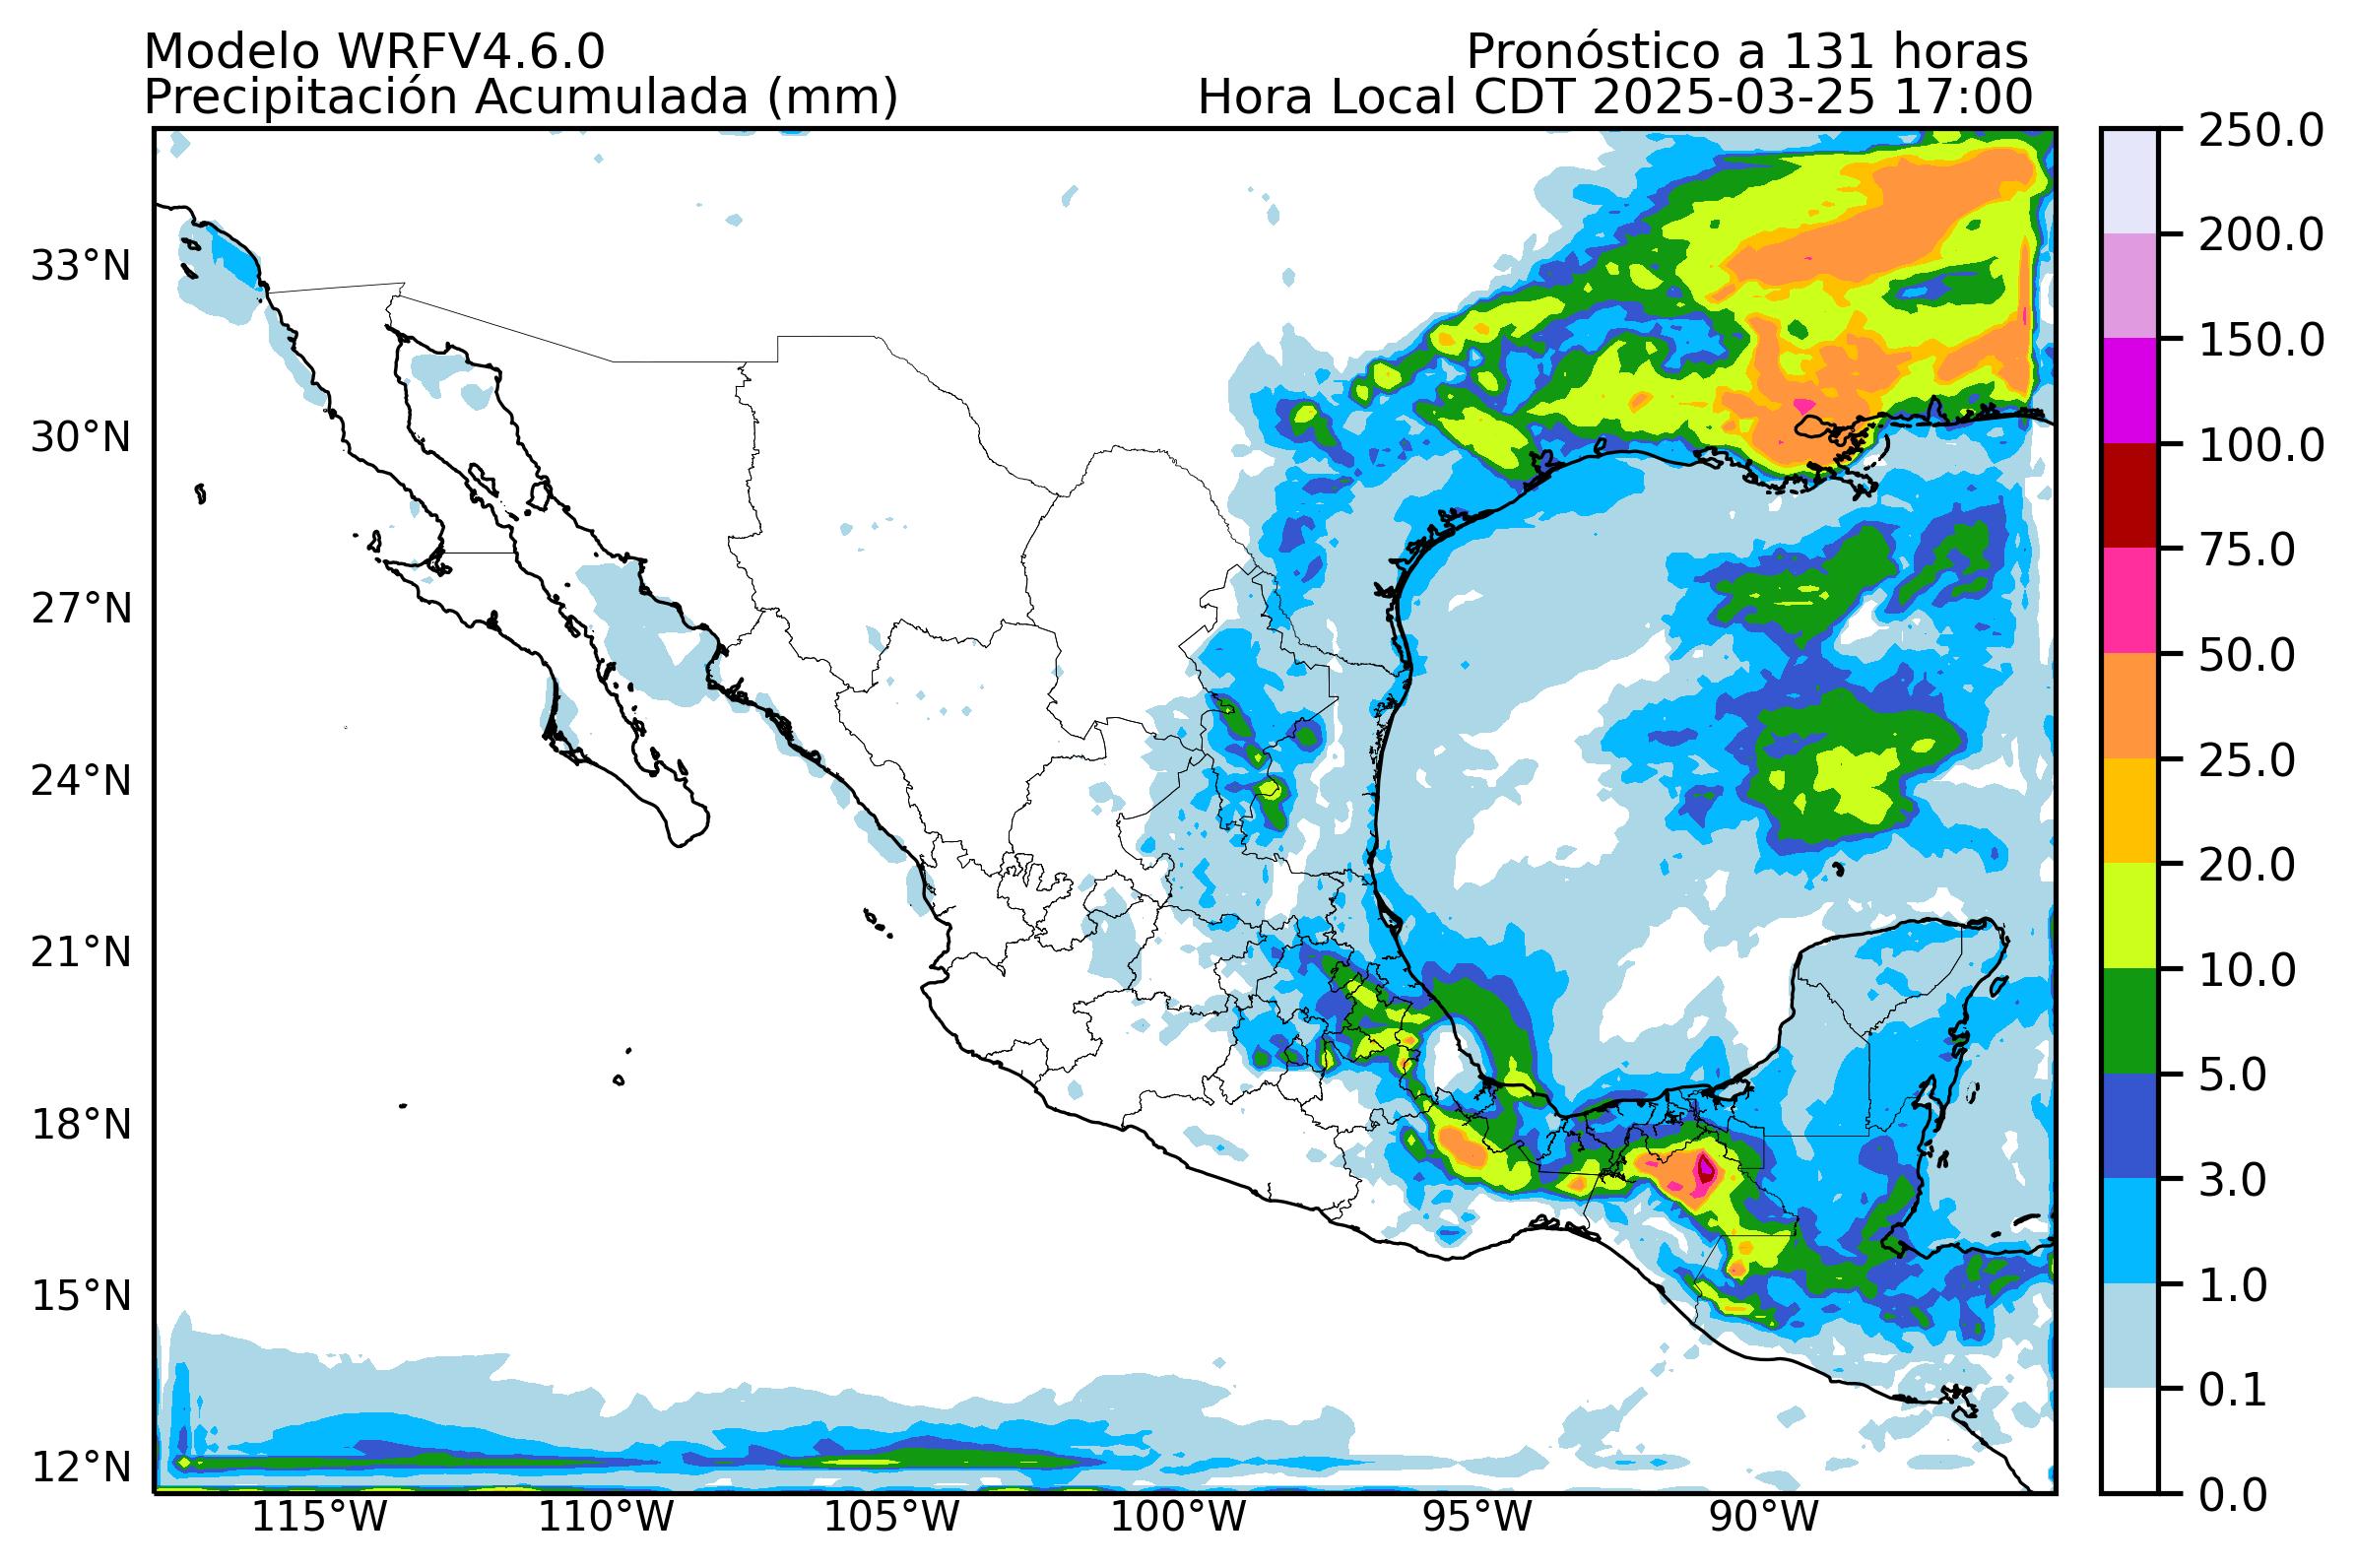 Modelo WRFV4.6.0
Pronóstico a 131 horas
Precipitación Acumulada (mm)
Hora Local CDT 2025-03-25 17:00
250.0
200.0
150.0
100.0
75.0
50.0
25.0
20.0
10.0
5.0
3.0
1.0
0.1
0.0
33°N
30°N
27°N
24°N
21°N
18°N
15°N
12°N
115°W
110°W
105°W
100°W
95°W
90°W